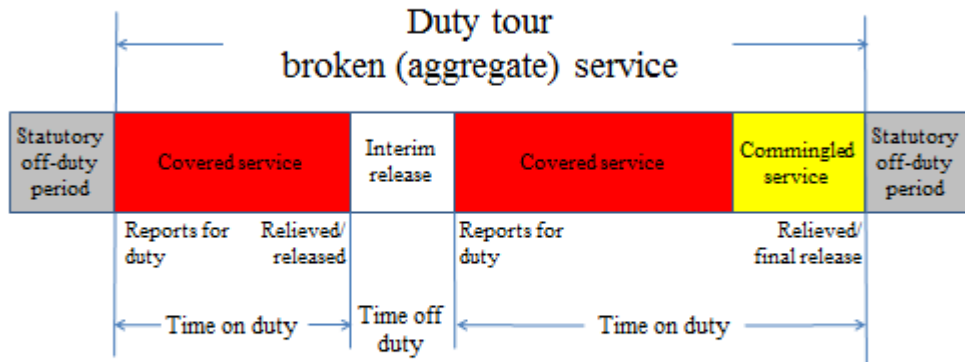 Duty tour
broken (aggregate) service
Statutory
off-duty
period
Covered service
Interim
release
Covered service
Commingled
service
Statutory
off-duty
period
Reports for
duty
Relieved/
released
Reports for
duty
Relieved/
final release
Time on duty
Time off
duty
Time on duty